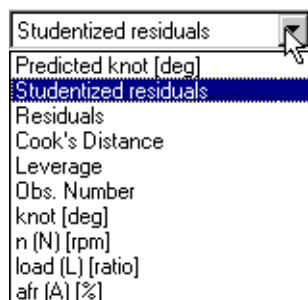 Studentized residuals
Predicted knot [deg]
Studentized residuals
Residuals
Cook's Distance
Leverage
Obs. Number
knot [deg]
n (N) [rpm]
load (L) [ratio]
afr (A) [%]